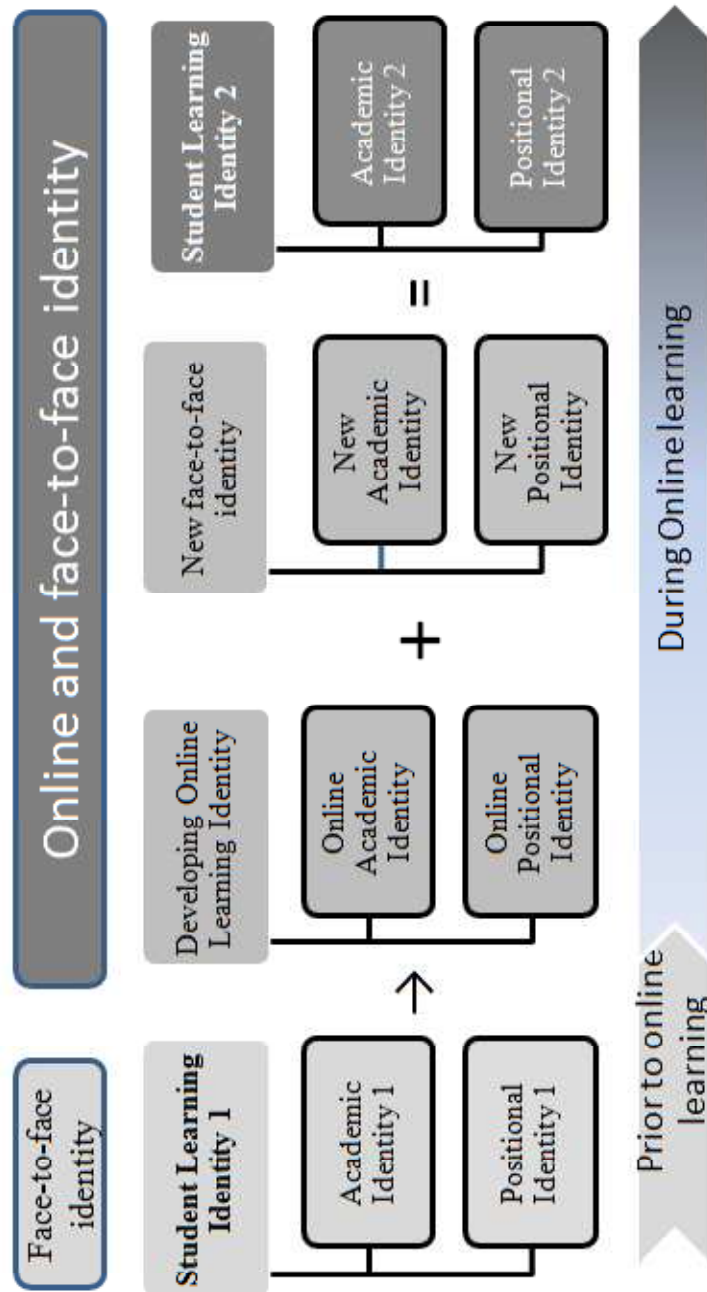 Face-to-face
identity
Online and face-to-face identity
Student Learning
Identity 1
Academic
Identity 1
Positional
Identity 1
→
Developing Online
Learning Identity
Online
Academic
Identity
Online
Positional
Identity
+
New face-to-face
identity
New
Academic
Identity
New
Positional
Identity
=
Student Learning
Identity 2
Academic
Identity 2
Positional
Identity 2
Prior to online
learning
During Online learning